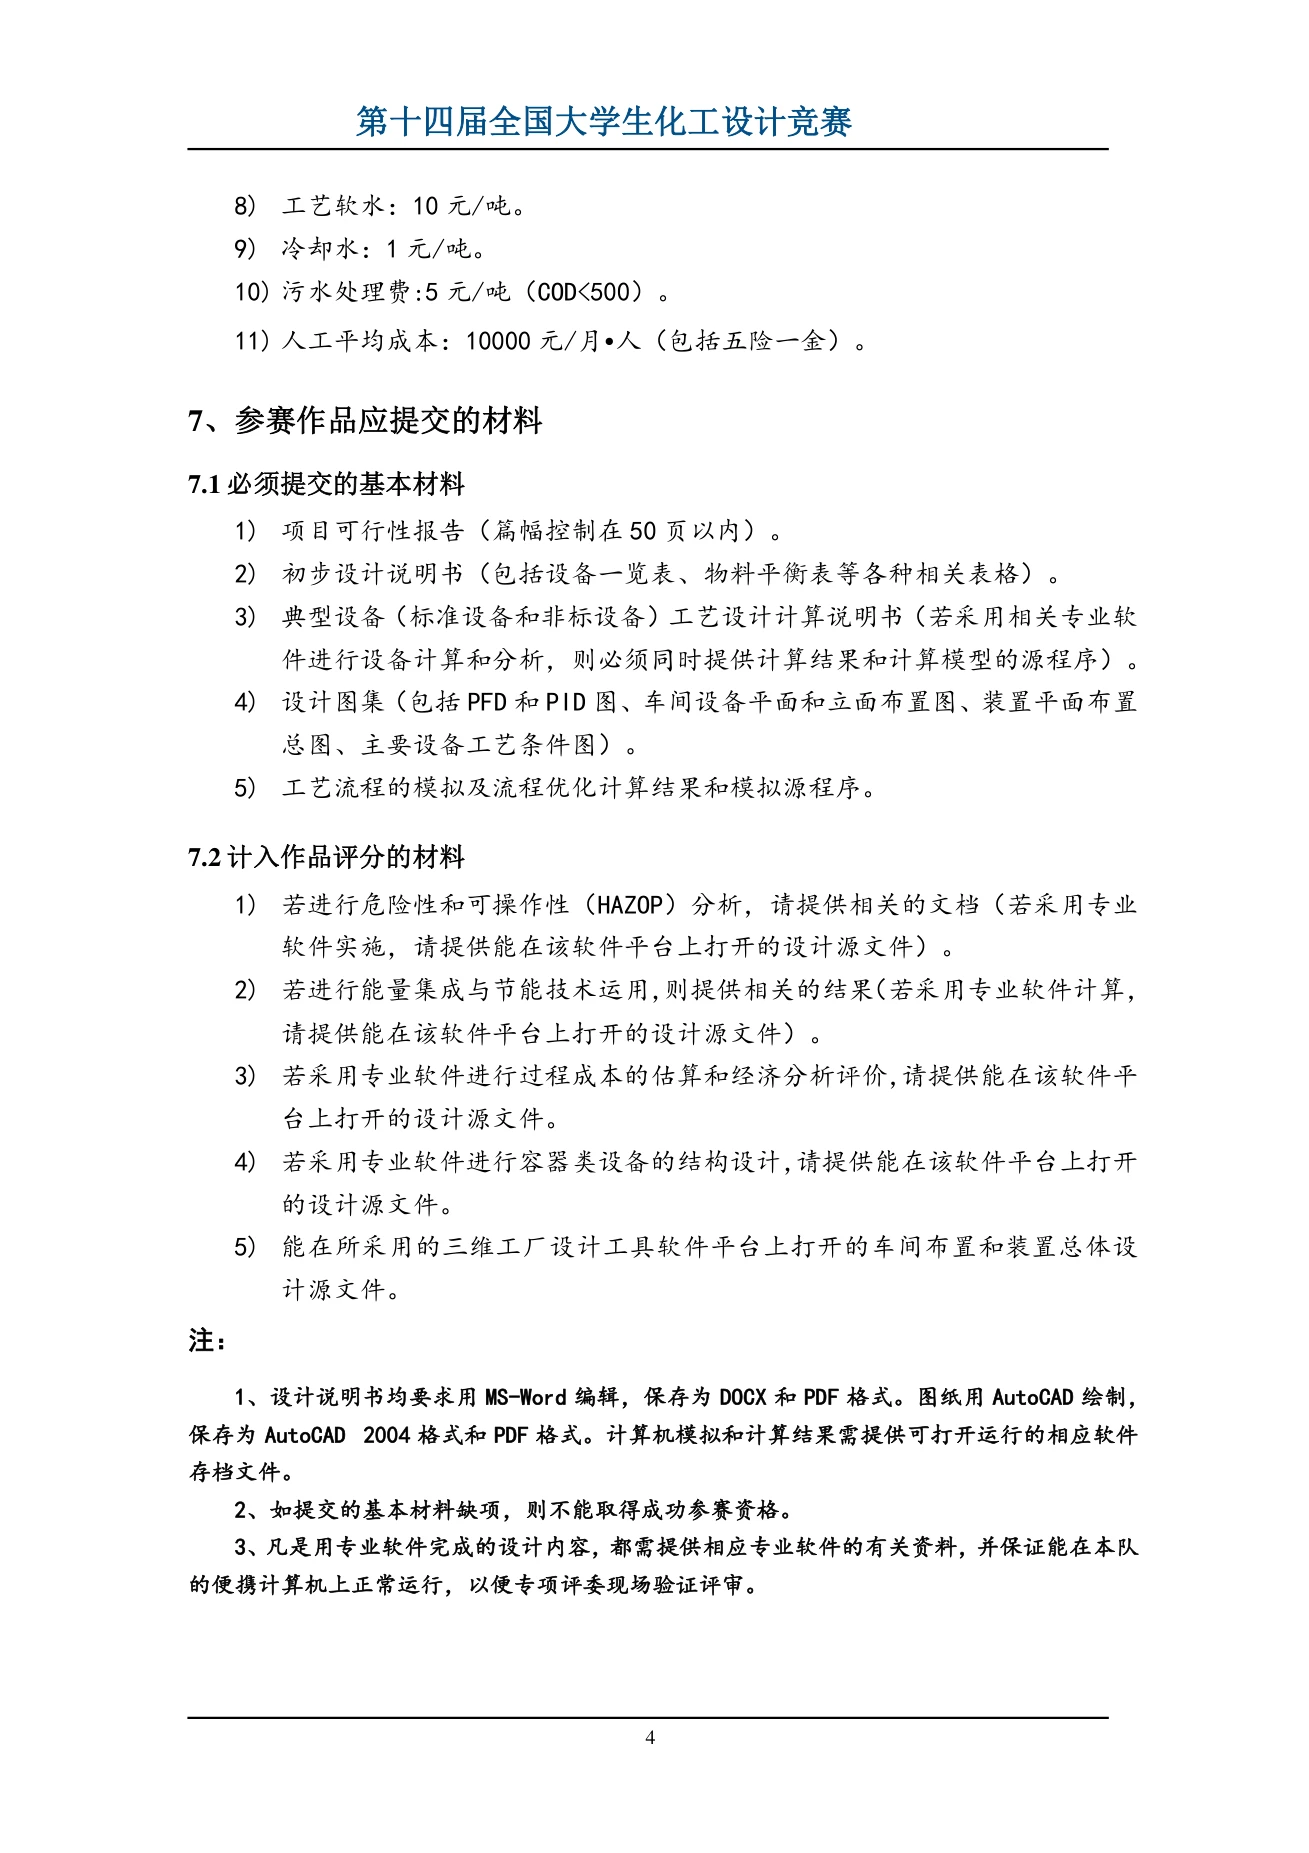 第十四届全国大学生化工设计竞赛
8) 工艺软水：10 元/吨。
9) 冷却水：1 元/吨。
10) 污水处理费:5 元/吨（COD<500）。
11) 人工平均成本：10000 元/月•人（包括五险一金）。
7、参赛作品应提交的材料
7.1 必须提交的基本材料
1) 项目可行性报告（篇幅控制在 50 页以内）。
2) 初步设计说明书（包括设备一览表、物料平衡表等各种相关表格）。
3) 典型设备（标准设备和非标设备）工艺设计计算说明书（若采用相关专业软
件进行设备计算和分析，则必须同时提供计算结果和计算模型的源程序）。
4) 设计图集（包括 PFD 和 PID 图、车间设备平面和立面布置图、装置平面布置
总图、主要设备工艺条件图）。
5) 工艺流程的模拟及流程优化计算结果和模拟源程序。
7.2 计入作品评分的材料
1) 若进行危险性和可操作性（HAZOP）分析，请提供相关的文档（若采用专业
软件实施，请提供能在该软件平台上打开的设计源文件）。
2) 若进行能量集成与节能技术运用,则提供相关的结果(若采用专业软件计算,
请提供能在该软件平台上打开的设计源文件）。
3) 若采用专业软件进行过程成本的估算和经济分析评价,请提供能在该软件平
台上打开的设计源文件。
4) 若采用专业软件进行容器类设备的结构设计,请提供能在该软件平台上打开
的设计源文件。
5) 能在所采用的三维工厂设计工具软件平台上打开的车间布置和装置总体设
计源文件。
注：
1、设计说明书均要求用 MS-Word 编辑，保存为 DOCX 和 PDF 格式。图纸用 AutoCAD 绘制，
保存为 AutoCAD 2004 格式和 PDF 格式。计算机模拟和计算结果需提供可打开运行的相应软件
存档文件。
2、如提交的基本材料缺项，则不能取得成功参赛资格。
3、凡是用专业软件完成的设计内容，都需提供相应专业软件的有关资料，并保证能在本队
的便携计算机上正常运行，以便专项评委现场验证评审。
4